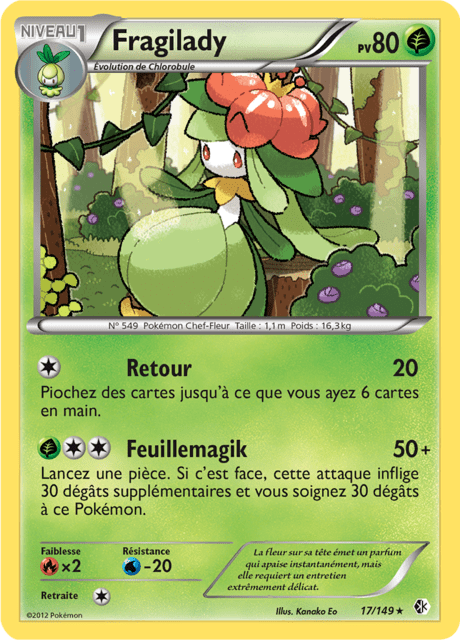 NIVEAU 1
Fragilady
PV 80
Évolution de Chlorobule
N° 549 Pokémon Chef-Fleur Taille : 1,1 m Poids : 16,3 kg
Retour 20
Piochez des cartes jusqu'à ce que vous ayez 6 cartes
en main.
Feuillemagik 50+
Lancez une pièce. Si c'est face, cette attaque inflige
30 dégâts supplémentaires et vous soignez 30 dégâts
à ce Pokémon.
Faiblesse
×2
Résistance
-20
Retraite
La fleur sur sa tête émet un parfum
qui apaise instantanément, mais
elle requiert un entretien
extrêmement délicat.
©2012 Pokémon
Illus. Kanako Eo
17/149 ★